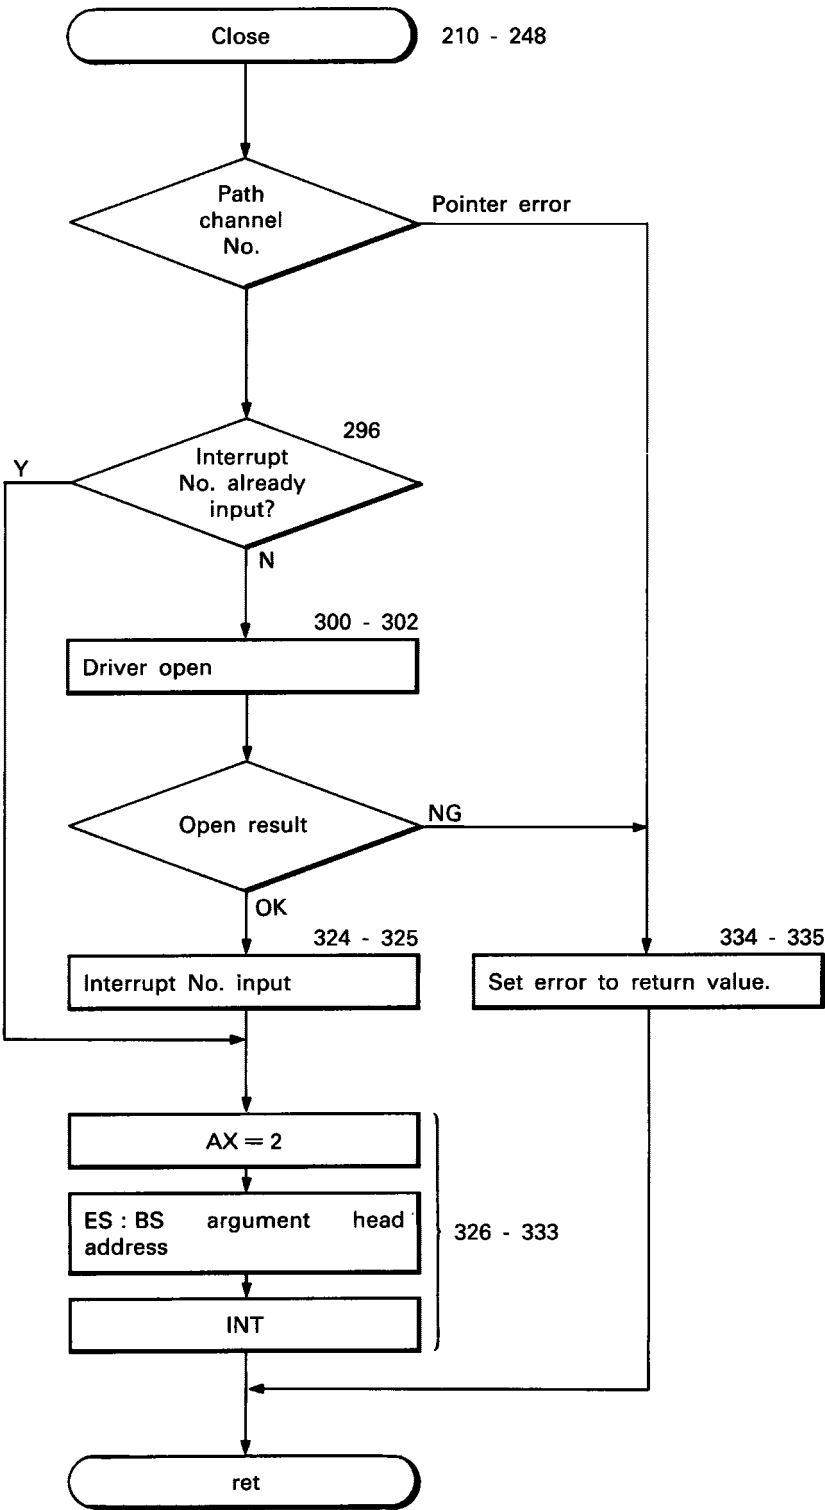 Close
210 - 248
Path
channel
No.
Pointer error
296
Interrupt
No. already
input?
Y
N
300 - 302
Driver open
Open result
NG
OK
324 - 325
334 - 335
Interrupt No. input
Set error to return value.
AX = 2
ES : BS argument head
address
326 - 333
INT
ret